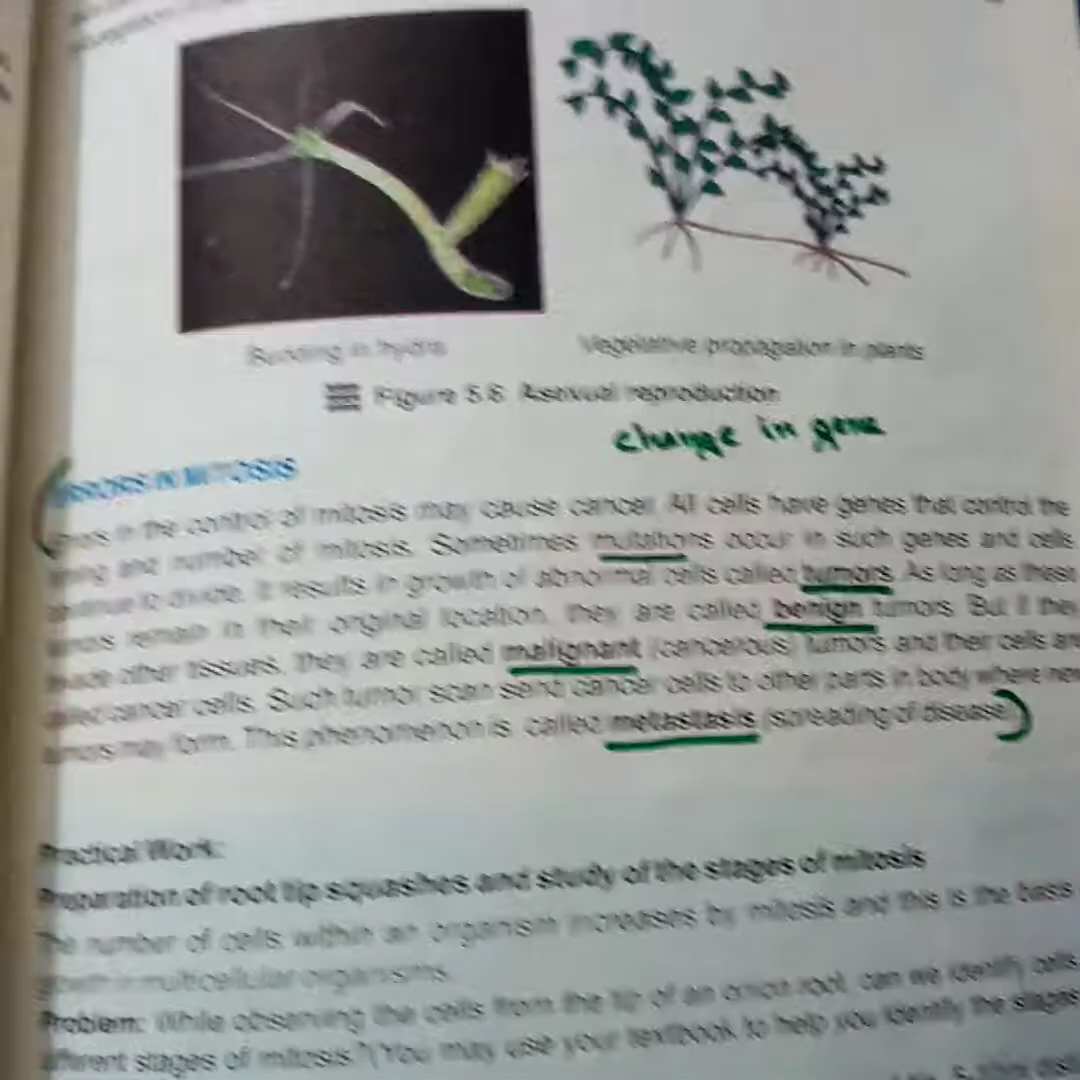 Budding in hydra
Vegetative propagation in plants
Figure 5.6: Asexual reproduction
change in gene
ERRORS IN MITOSIS
Errors in the control of mitosis may cause cancer. All cells have genes that control the
timing and number of mitosis. Sometimes mutations occur in such genes and cells
continue to divide. It results in growth of abnormal cells called tumors. As long as these
tumors remain in their original location, they are called benign tumors. But if they
invade other tissues, they are called malignant (cancerous) tumors and their cells are
called cancer cells. Such tumor scan send cancer cells to other parts in body where new
tumors may form. This phenomenon is called metastasis (spreading of disease)
Practical Work:
Preparation of root tip squashes and study of the stages of mitosis
The number of cells within an organism increases by mitosis and this is the basis
growth in multicellular organisms.
Problem: While observing the cells from the tip of an onion root, can we identify cells
different stages of mitosis? (You may use your textbook to help you identify the stages